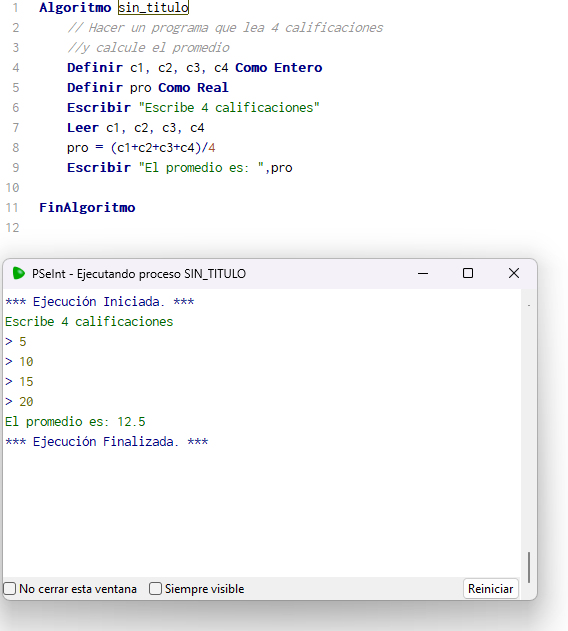 1 Algoritmo sin_titulo
2 // Hacer un programa que lea 4 calificaciones
3 //y calcule el promedio
4 Definir c1, c2, c3, c4 Como Entero
5 Definir pro Como Real
6 Escribir "Escribe 4 calificaciones"
7 Leer c1, c2, c3, c4
8 pro = (c1+c2+c3+c4)/4
9 Escribir "El promedio es: ",pro
10
11 FinAlgoritmo
12
PSeInt - Ejecutando proceso SIN_TITULO
*** Ejecución Iniciada. ***
Escribe 4 calificaciones
> 5
> 10
> 15
> 20
El promedio es: 12.5
*** Ejecución Finalizada. ***
No cerrar esta ventana Siempre visible Reiniciar